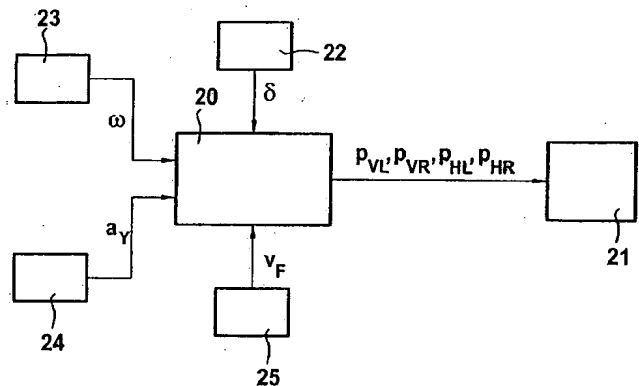 23
22
20
δ
ω
p_VL, p_VR, p_HL, p_HR
a_Y
21
v_F
24
25